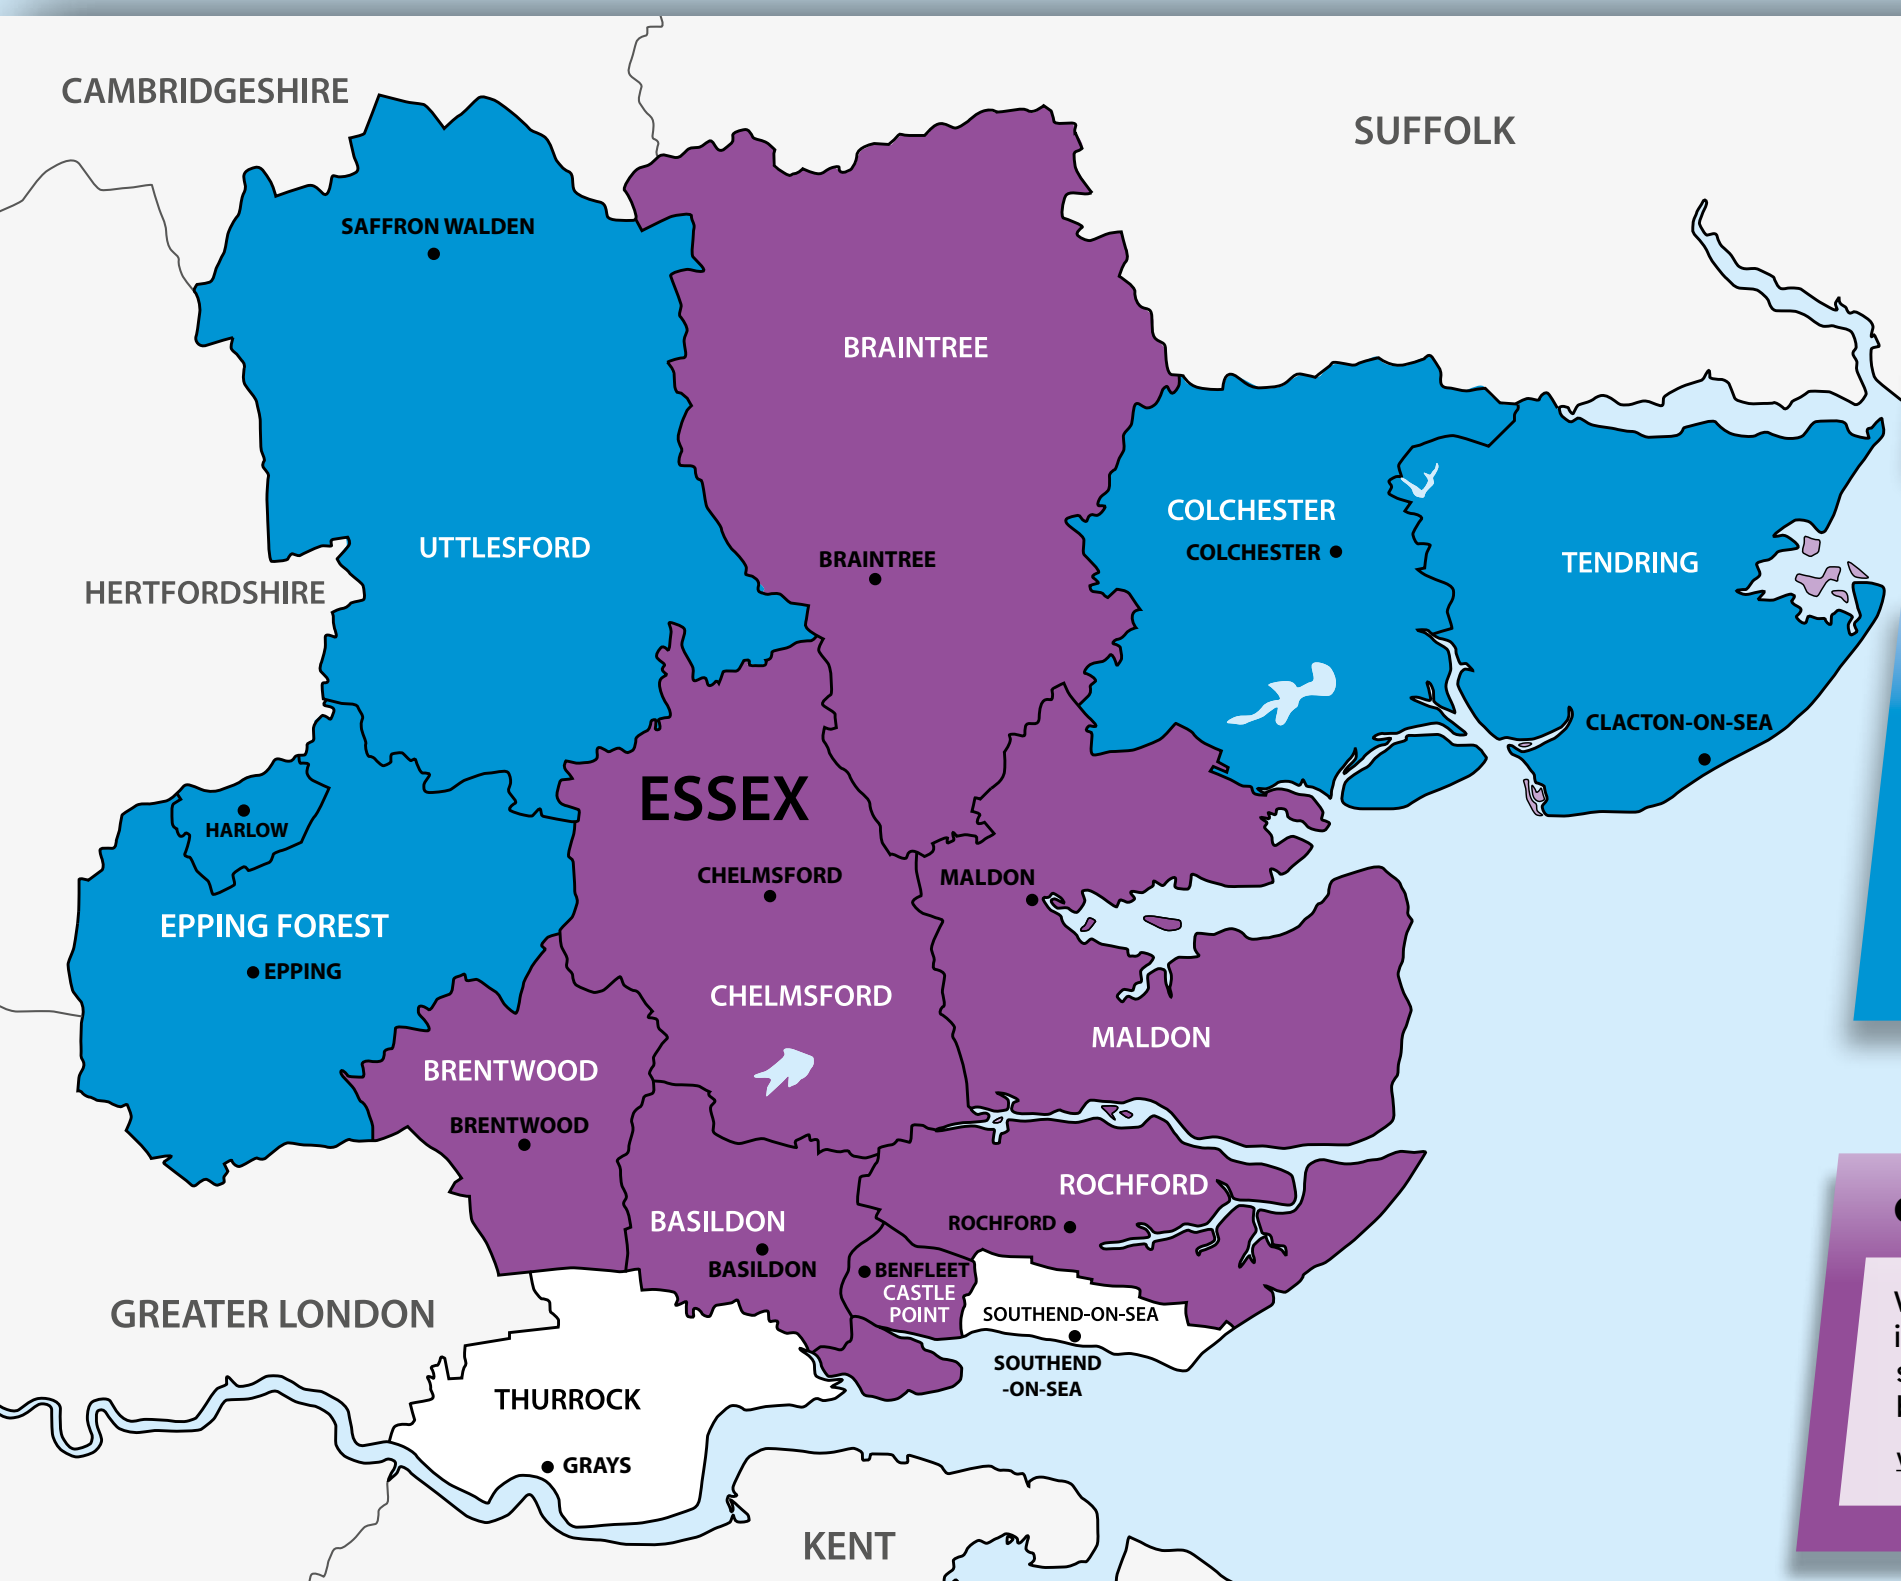 CAMBRIDGESHIRE
SUFFOLK
SAFFRON WALDEN
BRAINTREE
COLCHESTER
UTTLESFORD
BRAINTREE
COLCHESTER
TENDRING
HERTFORDSHIRE
CLACTON-ON-SEA
ESSEX
HARLOW
CHELMSFORD
MALDON
EPPING FOREST
EPPING
CHELMSFORD
MALDON
BRENTWOOD
BRENTWOOD
ROCHFORD
BASILDON
ROCHFORD
BASILDON
BENFLEET
CASTLE
POINT
GREATER LONDON
SOUTHEND-ON-SEA
SOUTHEND
-ON-SEA
THURROCK
GRAYS
KENT